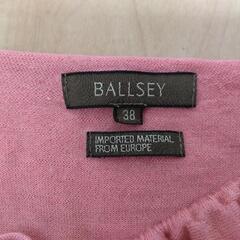 BALLSEY
38
IMPORTED MATERIAL
FROM EUROPE